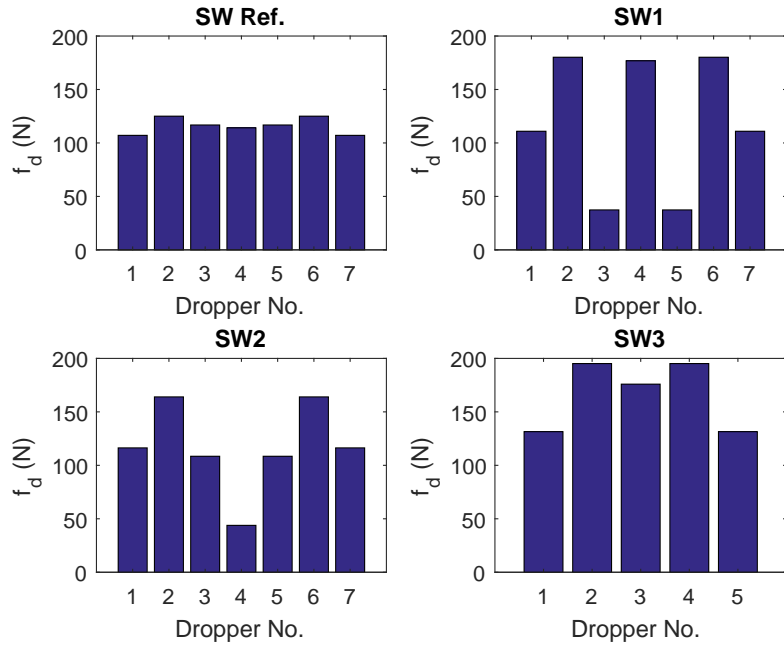 SW Ref.
200
150
100
50
0
f_d (N)
1 2 3 4 5 6 7
Dropper No.
SW1
200
150
100
50
0
f_d (N)
1 2 3 4 5 6 7
Dropper No.
SW2
200
150
100
50
0
f_d (N)
1 2 3 4 5 6 7
Dropper No.
SW3
200
150
100
50
0
f_d (N)
1 2 3 4 5
Dropper No.